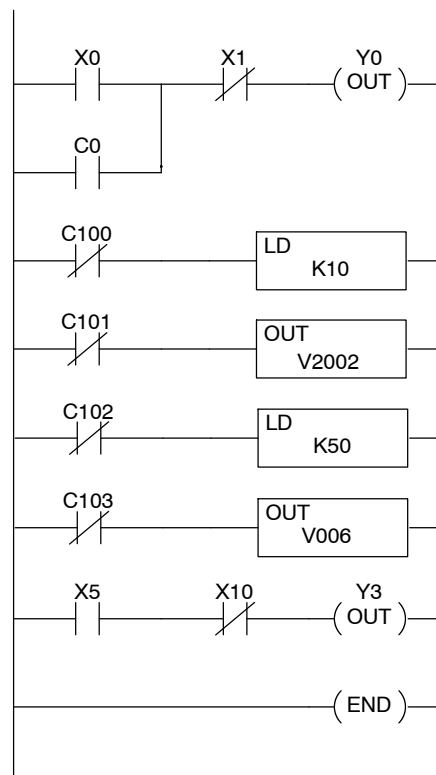 X0 X1 Y0
OUT
C0
C100
LD
K10
C101
OUT
V2002
C102
LD
K50
C103
OUT
V006
X5 X10 Y3
OUT
END